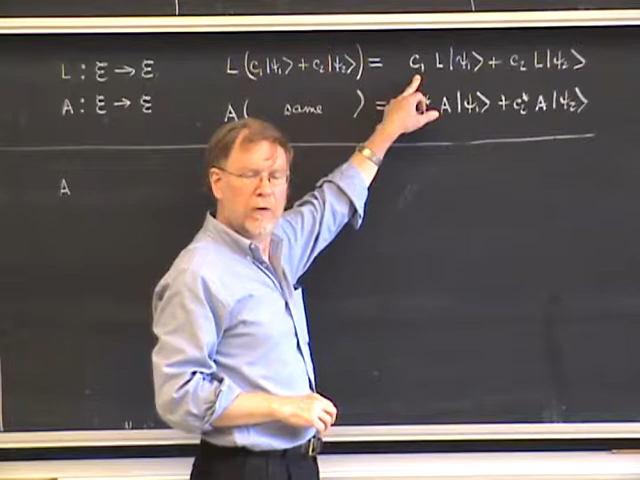 L : ℰ → ℰ L(c₁|ψ₁⟩ + c₂|ψ₂⟩) = c₁ L|ψ₁⟩ + c₂ L|ψ₂⟩
A : ℰ → ℰ A( same ) = * A|ψ₁⟩ + c₂* A|ψ₂⟩
A